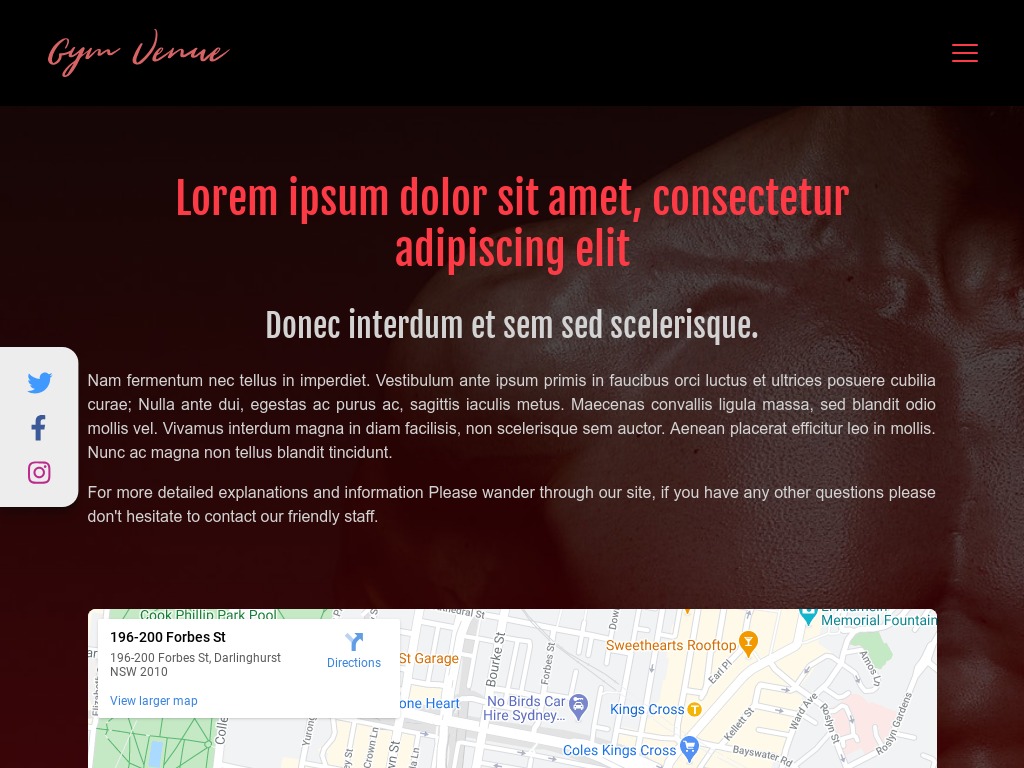 Gym Venue
Lorem ipsum dolor sit amet, consectetur
adipiscing elit
Donec interdum et sem sed scelerisque.
Nam fermentum nec tellus in imperdiet. Vestibulum ante ipsum primis in faucibus orci luctus et ultrices posuere cubilia
curae; Nulla ante dui, egestas ac purus ac, sagittis iaculis metus. Maecenas convallis ligula massa, sed blandit odio
mollis vel. Vivamus interdum magna in diam facilisis, non scelerisque sem auctor. Aenean placerat efficitur leo in mollis.
Nunc ac magna non tellus blandit tincidunt.
For more detailed explanations and information Please wander through our site, if you have any other questions please
don't hesitate to contact our friendly staff.
Cook Phillip Park Pool
Memorial Fountain
196-200 Forbes St
196-200 Forbes St, Darlinghurst
NSW 2010
Directions
View larger map
St Garage
Bourke St
Forbes St
Sweethearts Rooftop
Earl Pl
Amos Ln
one Heart
No Birds Car
Hire Sydney...
Kings Cross
Kellett St
Ward Ave
Roslyn St
Roslyn Gardens
Coles Kings Cross
Bayswater Rd
Crown Ln